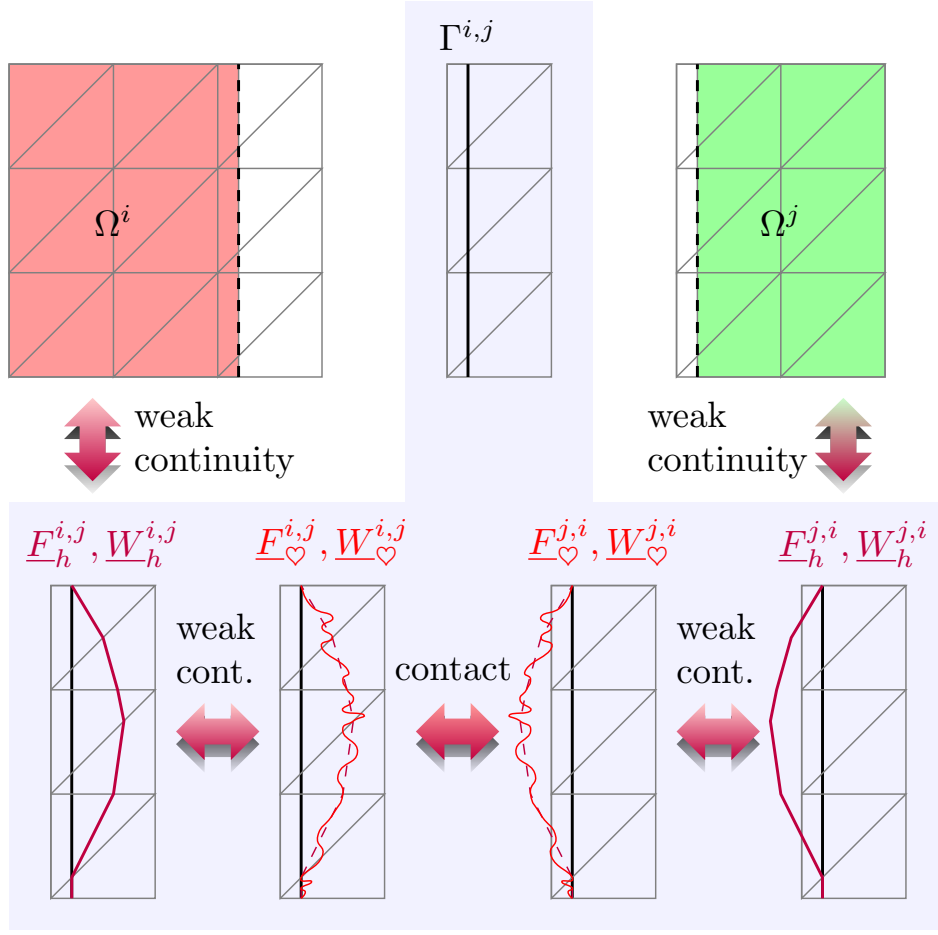 Γ^{i,j}
Ω^i
Ω^j
weak
continuity
weak
continuity
F_h^{i,j}, W_h^{i,j}
F_♡^{i,j}, W_♡^{i,j}
F_♡^{j,i}, W_♡^{j,i}
F_h^{j,i}, W_h^{j,i}
weak
cont.
contact
weak
cont.